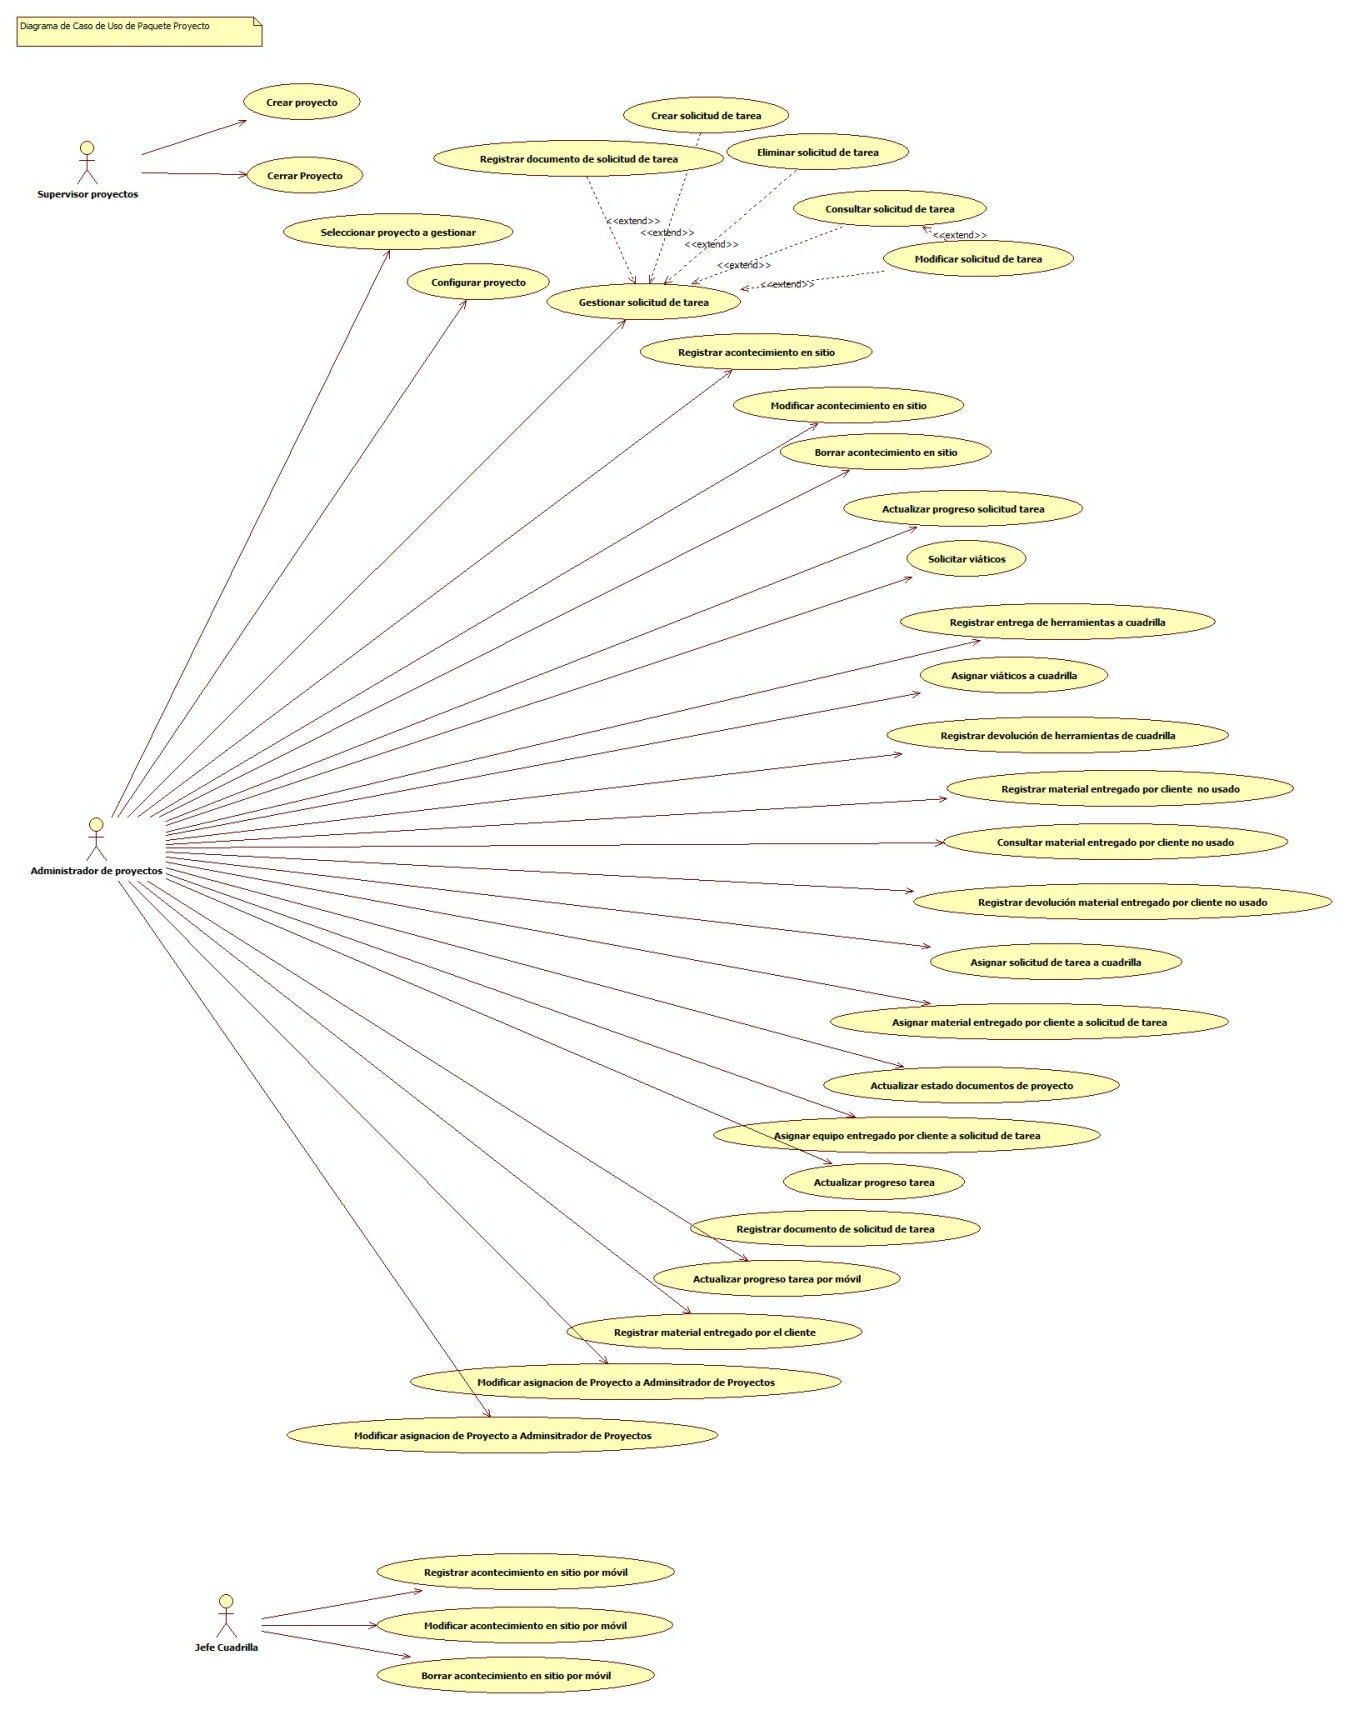 Diagrama de Caso de Uso de Paquete Proyecto
Crear proyecto
Crear solicitud de tarea
Registrar documento de solicitud de tarea
Eliminar solicitud de tarea
Cerrar Proyecto
Supervisor proyectos
Consultar solicitud de tarea
<<extend>>
<<extend>>
<<extend>>
<<extend>>
Seleccionar proyecto a gestionar
Modificar solicitud de tarea
<<extend>>
Configurar proyecto
<<extend>>
Gestionar solicitud de tarea
Registrar acontecimiento en sitio
Modificar acontecimiento en sitio
Borrar acontecimiento en sitio
Actualizar progreso solicitud tarea
Solicitar viáticos
Registrar entrega de herramientas a cuadrilla
Asignar viáticos a cuadrilla
Registrar devolución de herramientas de cuadrilla
Registrar material entregado por cliente  no usado
Consultar material entregado por cliente no usado
Administrador de proyectos
Registrar devolución material entregado por cliente no usado
Asignar solicitud de tarea a cuadrilla
Asignar material entregado por cliente a solicitud de tarea
Actualizar estado documentos de proyecto
Asignar equipo entregado por cliente a solicitud de tarea
Actualizar progreso tarea
Registrar documento de solicitud de tarea
Actualizar progreso tarea por móvil
Registrar material entregado por el cliente
Modificar asignacion de Proyecto a Adminsitrador de Proyectos
Modificar asignacion de Proyecto a Adminsitrador de Proyectos
Registrar acontecimiento en sitio por móvil
Modificar acontecimiento en sitio por móvil
Jefe Cuadrilla
Borrar acontecimiento en sitio por móvil